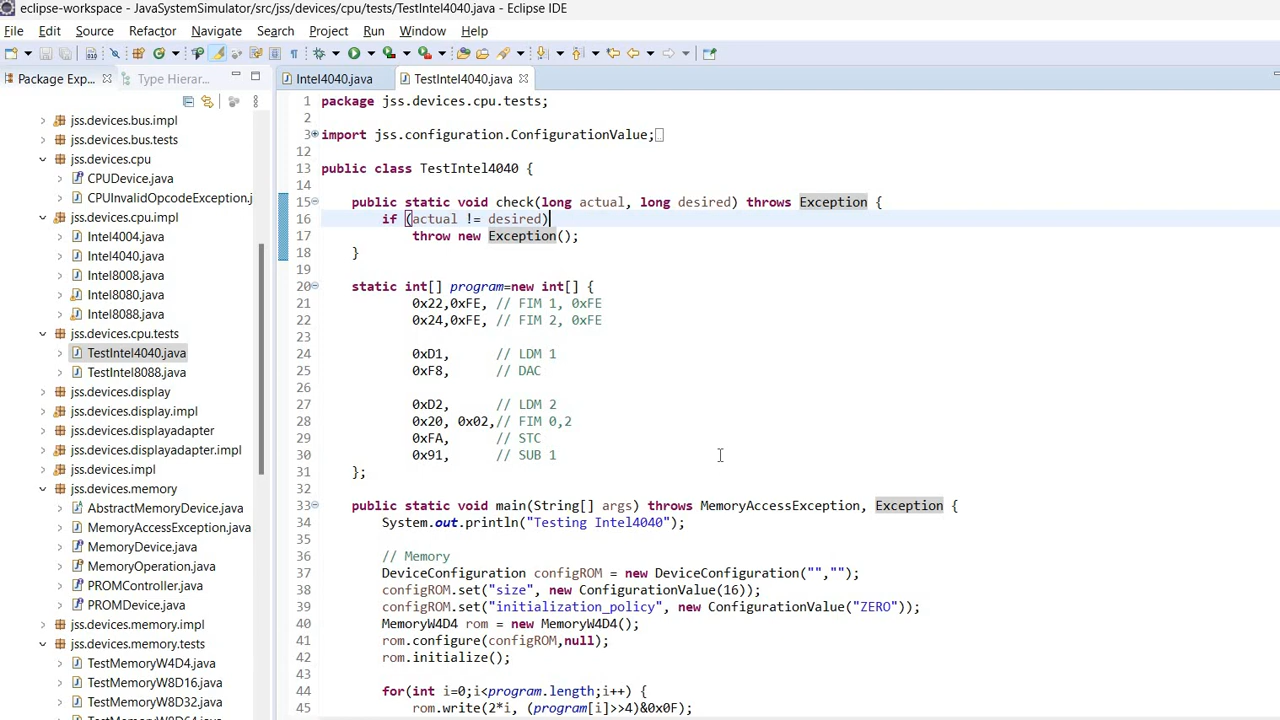 eclipse-workspace - JavaSystemSimulator/src/jss/devices/cpu/tests/TestIntel4040.java - Eclipse IDE
File Edit Source Refactor Navigate Search Project Run Window Help
Package Exp... Type Hierar...
jss.devices.bus.impl
jss.devices.bus.tests
jss.devices.cpu
CPUDevice.java
CPUInvalidOpcodeException.j
jss.devices.cpu.impl
Intel4004.java
Intel4040.java
Intel8008.java
Intel8080.java
Intel8088.java
jss.devices.cpu.tests
TestIntel4040.java
TestIntel8088.java
jss.devices.display
jss.devices.display.impl
jss.devices.displayadapter
jss.devices.displayadapter.impl
jss.devices.impl
jss.devices.memory
AbstractMemoryDevice.java
MemoryAccessException.java
MemoryDevice.java
MemoryOperation.java
PROMController.java
PROMDevice.java
jss.devices.memory.impl
jss.devices.memory.tests
TestMemoryW4D4.java
TestMemoryW8D16.java
TestMemoryW8D32.java
TestMemoryW8D64.java
Intel4040.java TestIntel4040.java
1 package jss.devices.cpu.tests;
2
3 import jss.configuration.ConfigurationValue;
12
13 public class TestIntel4040 {
14
15 public static void check(long actual, long desired) throws Exception {
16 if (actual != desired)
17 throw new Exception();
18 }
19
20 static int[] program=new int[] {
21 0x22,0xFE, // FIM 1, 0xFE
22 0x24,0xFE, // FIM 2, 0xFE
23
24 0xD1, // LDM 1
25 0xF8, // DAC
26
27 0xD2, // LDM 2
28 0x20, 0x02,// FIM 0,2
29 0xFA, // STC
30 0x91, // SUB 1
31 };
32
33 public static void main(String[] args) throws MemoryAccessException, Exception {
34 System.out.println("Testing Intel4040");
35
36 // Memory
37 DeviceConfiguration configROM = new DeviceConfiguration("","");
38 configROM.set("size", new ConfigurationValue(16));
39 configROM.set("initialization_policy", new ConfigurationValue("ZERO"));
40 MemoryW4D4 rom = new MemoryW4D4();
41 rom.configure(configROM,null);
42 rom.initialize();
43
44 for(int i=0;i<program.length;i++) {
45 rom.write(2*i, (program[i]>>4)&0x0F);